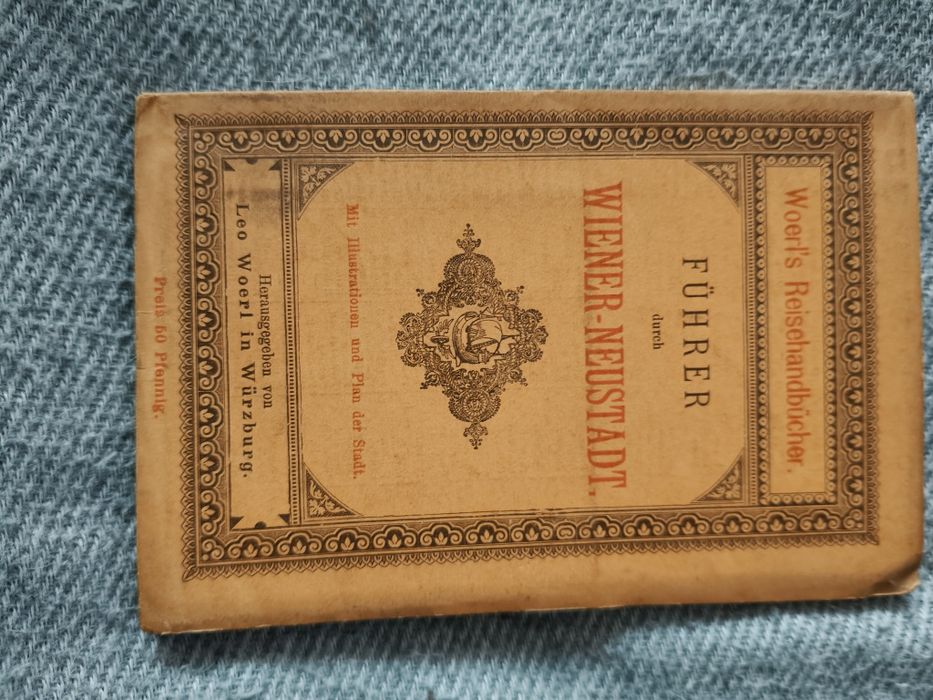 Woerl's Reisehandbücher.
FÜHRER
durch
WIENER-NEUSTADT.
Mit Illustrationen und Plan der Stadt.
Herausgegeben von
Leo Woerl in Würzburg.
Preis 50 Pfennig.